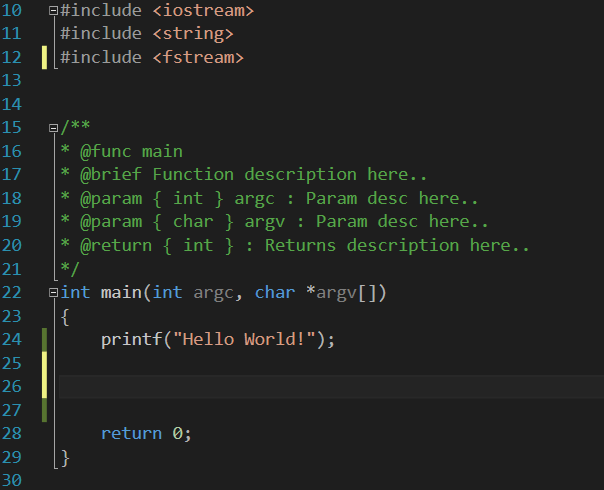 10 #include <iostream>
11 #include <string>
12 #include <fstream>
13
14
15 /**
16 * @func main
17 * @brief Function description here..
18 * @param { int } argc : Param desc here..
19 * @param { char } argv : Param desc here..
20 * @return { int } : Returns description here..
21 */
22 int main(int argc, char *argv[])
23 {
24     printf("Hello World!");
25
26
27
28     return 0;
29 }
30